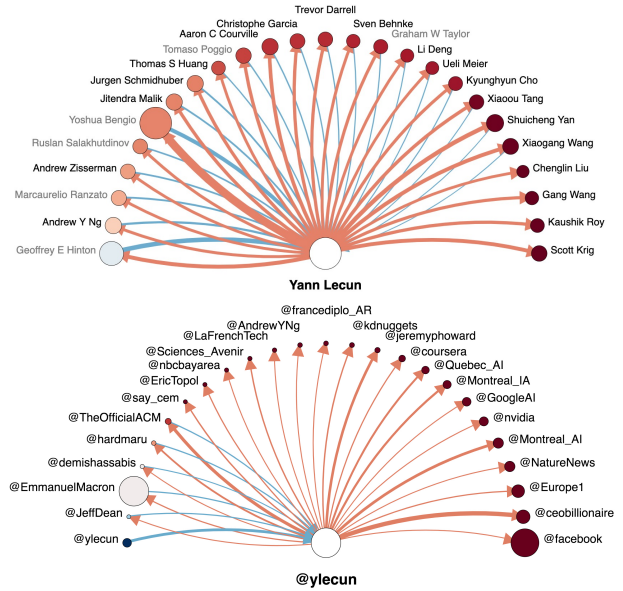 Trevor Darrell
Christophe Garcia
Sven Behnke
Aaron C Courville
Graham W Taylor
Tomaso Poggio
Li Deng
Thomas S Huang
Ueli Meier
Jurgen Schmidhuber
Kyunghyun Cho
Jitendra Malik
Xiaoou Tang
Yoshua Bengio
Shuicheng Yan
Ruslan Salakhutdinov
Xiaogang Wang
Andrew Zisserman
Chenglin Liu
Marcaurelio Ranzato
Gang Wang
Andrew Y Ng
Kaushik Roy
Geoffrey E Hinton
Scott Krig
Yann Lecun
@francediplo_AR
@AndrewYNg
@kdnuggets
@LaFrenchTech
@jeremyphoward
@Sciences_Avenir
@coursera
@nbcbayarea
@Quebec_AI
@EricTopol
@Montreal_IA
@say_cem
@GoogleAI
@TheOfficialACM
@nvidia
@hardmaru
@Montreal_AI
@demishassabis
@NatureNews
@EmmanuelMacron
@Europe1
@JeffDean
@ceobillionaire
@ylecun
@facebook
@ylecun